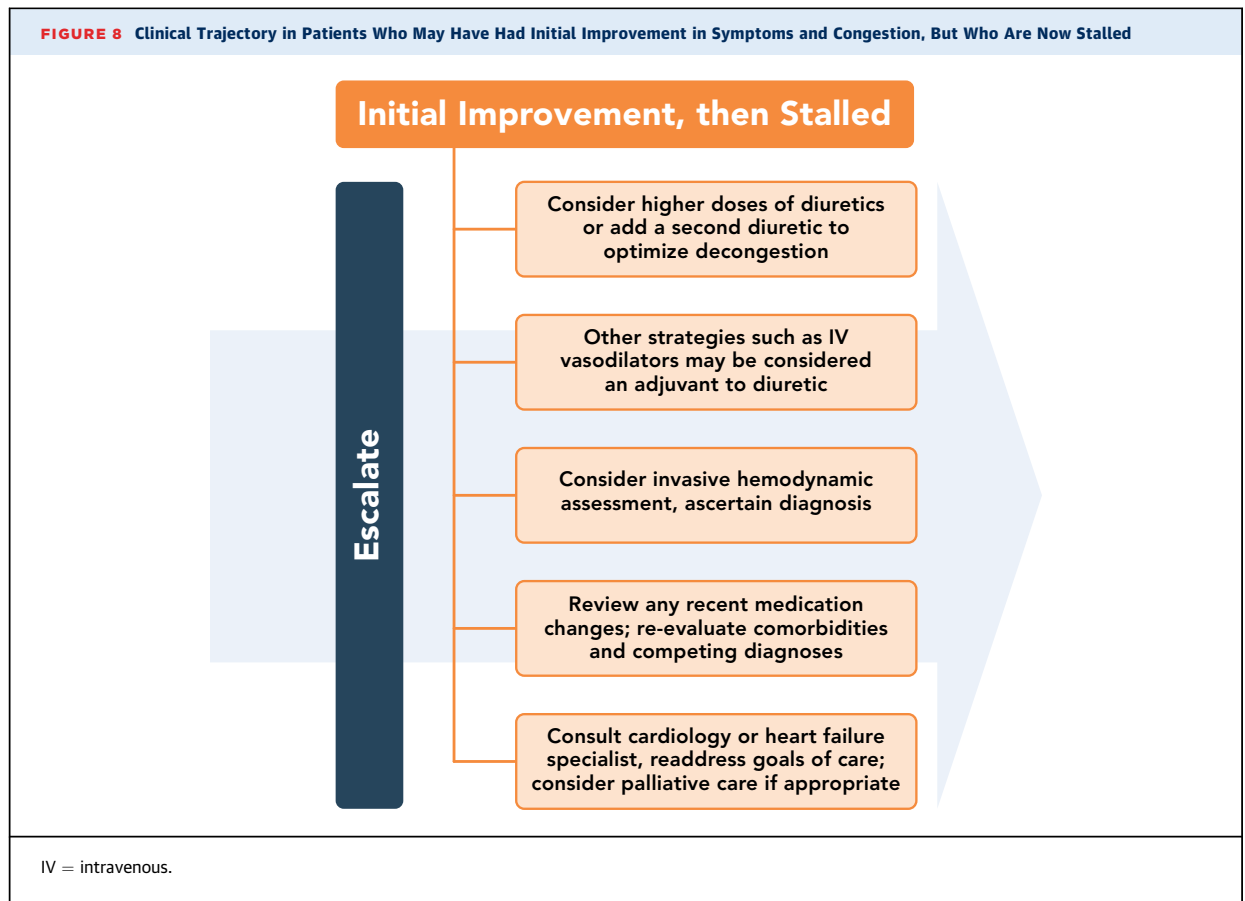 FIGURE 8 Clinical Trajectory in Patients Who May Have Had Initial Improvement in Symptoms and Congestion, But Who Are Now Stalled
Initial Improvement, then Stalled
Escalate
Consider higher doses of diuretics
or add a second diuretic to
optimize decongestion
Other strategies such as IV
vasodilators may be considered
an adjuvant to diuretic
Consider invasive hemodynamic
assessment, ascertain diagnosis
Review any recent medication
changes; re-evaluate comorbidities
and competing diagnoses
Consult cardiology or heart failure
specialist, readdress goals of care;
consider palliative care if appropriate
IV = intravenous.